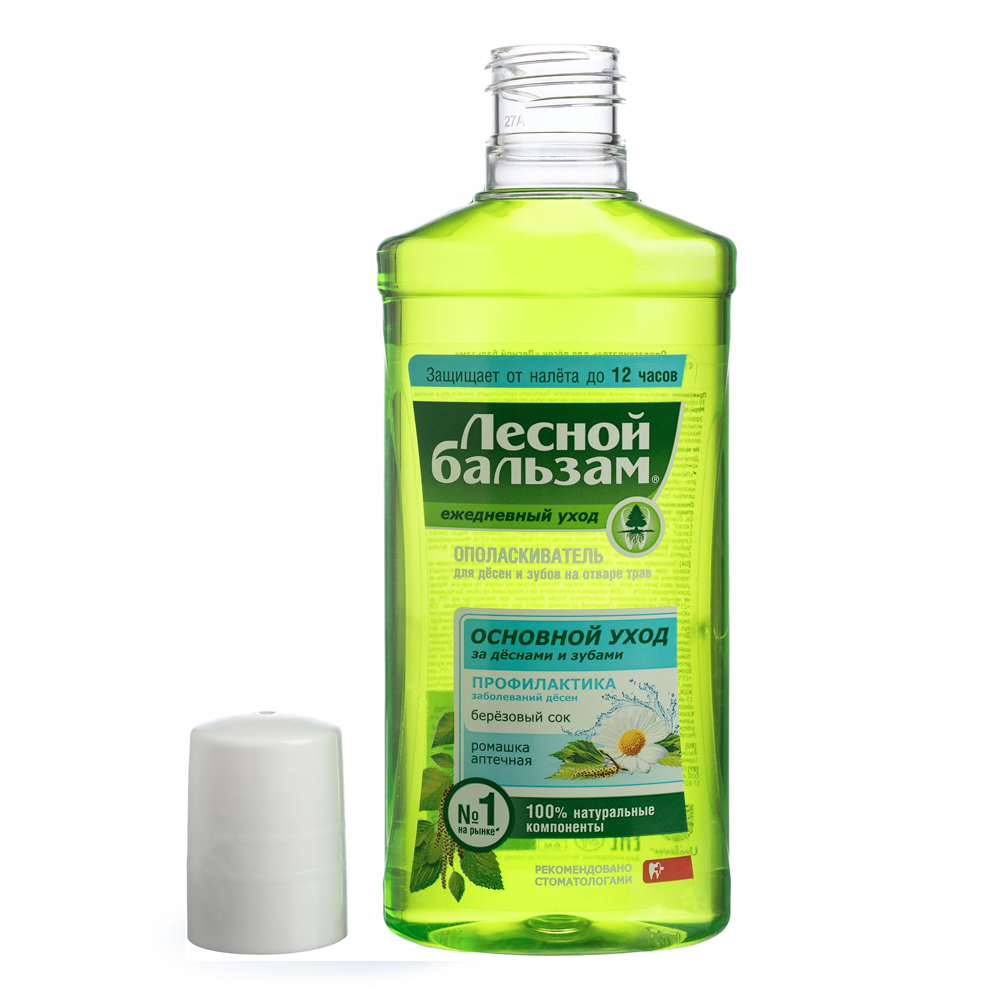 27A
Защищает от налёта до 12 часов
Лесной
бальзам®
ежедневный уход
ОПОЛАСКИВАТЕЛЬ
для дёсен и зубов на отваре трав
ОСНОВНОЙ УХОД
за дёснами и зубами
ПРОФИЛАКТИКА
заболеваний дёсен
берёзовый сок
ромашка
аптечная
№1
на рынке
100% натуральные
компоненты
РЕКОМЕНДОВАНО
СТОМАТОЛОГАМИ